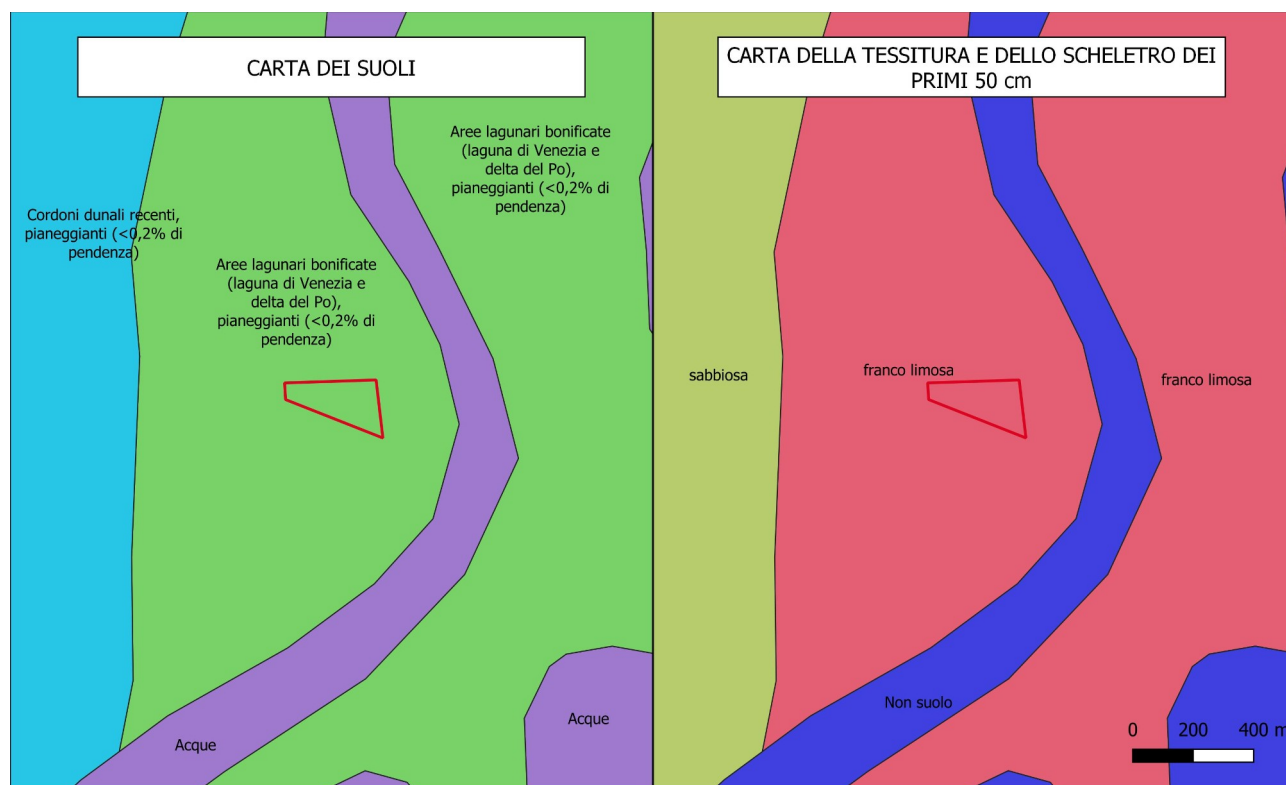 CARTA DEI SUOLI
Aree lagunari bonificate
(laguna di Venezia e
delta del Po),
pianeggianti (<0,2% di
pendenza)
Cordoni dunali recenti,
pianeggianti (<0,2% di
pendenza)
Aree lagunari bonificate
(laguna di Venezia e
delta del Po),
pianeggianti (<0,2% di
pendenza)
Acque
Acque
CARTA DELLA TESSITURA E DELLO SCHELETRO DEI
PRIMI 50 cm
sabbiosa
franco limosa
franco limosa
Non suolo
0 200 400 m